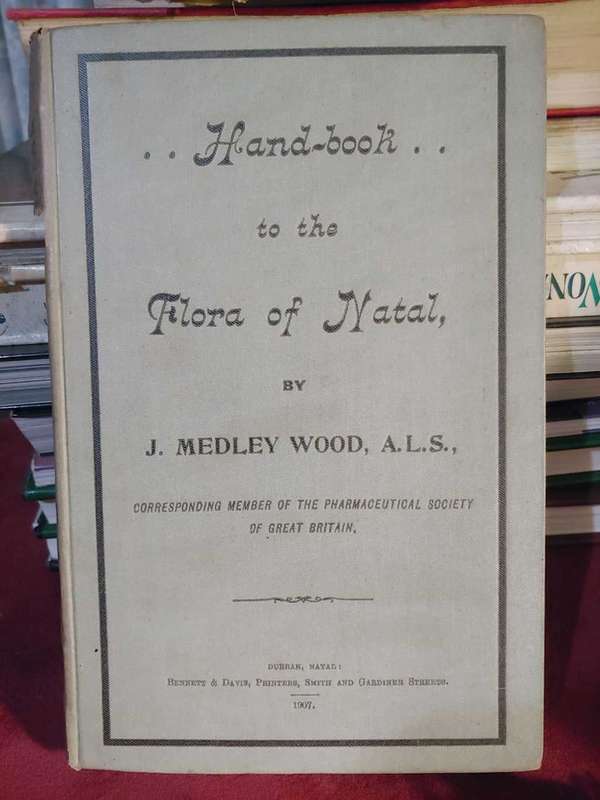 . . Hand-book . .
to the
Flora of Natal,
BY
J. MEDLEY WOOD, A.L.S.,
CORRESPONDING MEMBER OF THE PHARMACEUTICAL SOCIETY
OF GREAT BRITAIN,
DURBAN, NATAL:
BENNETT & DAVIS, PRINTERS, SMITH AND GARDINER STREETS.
1907.